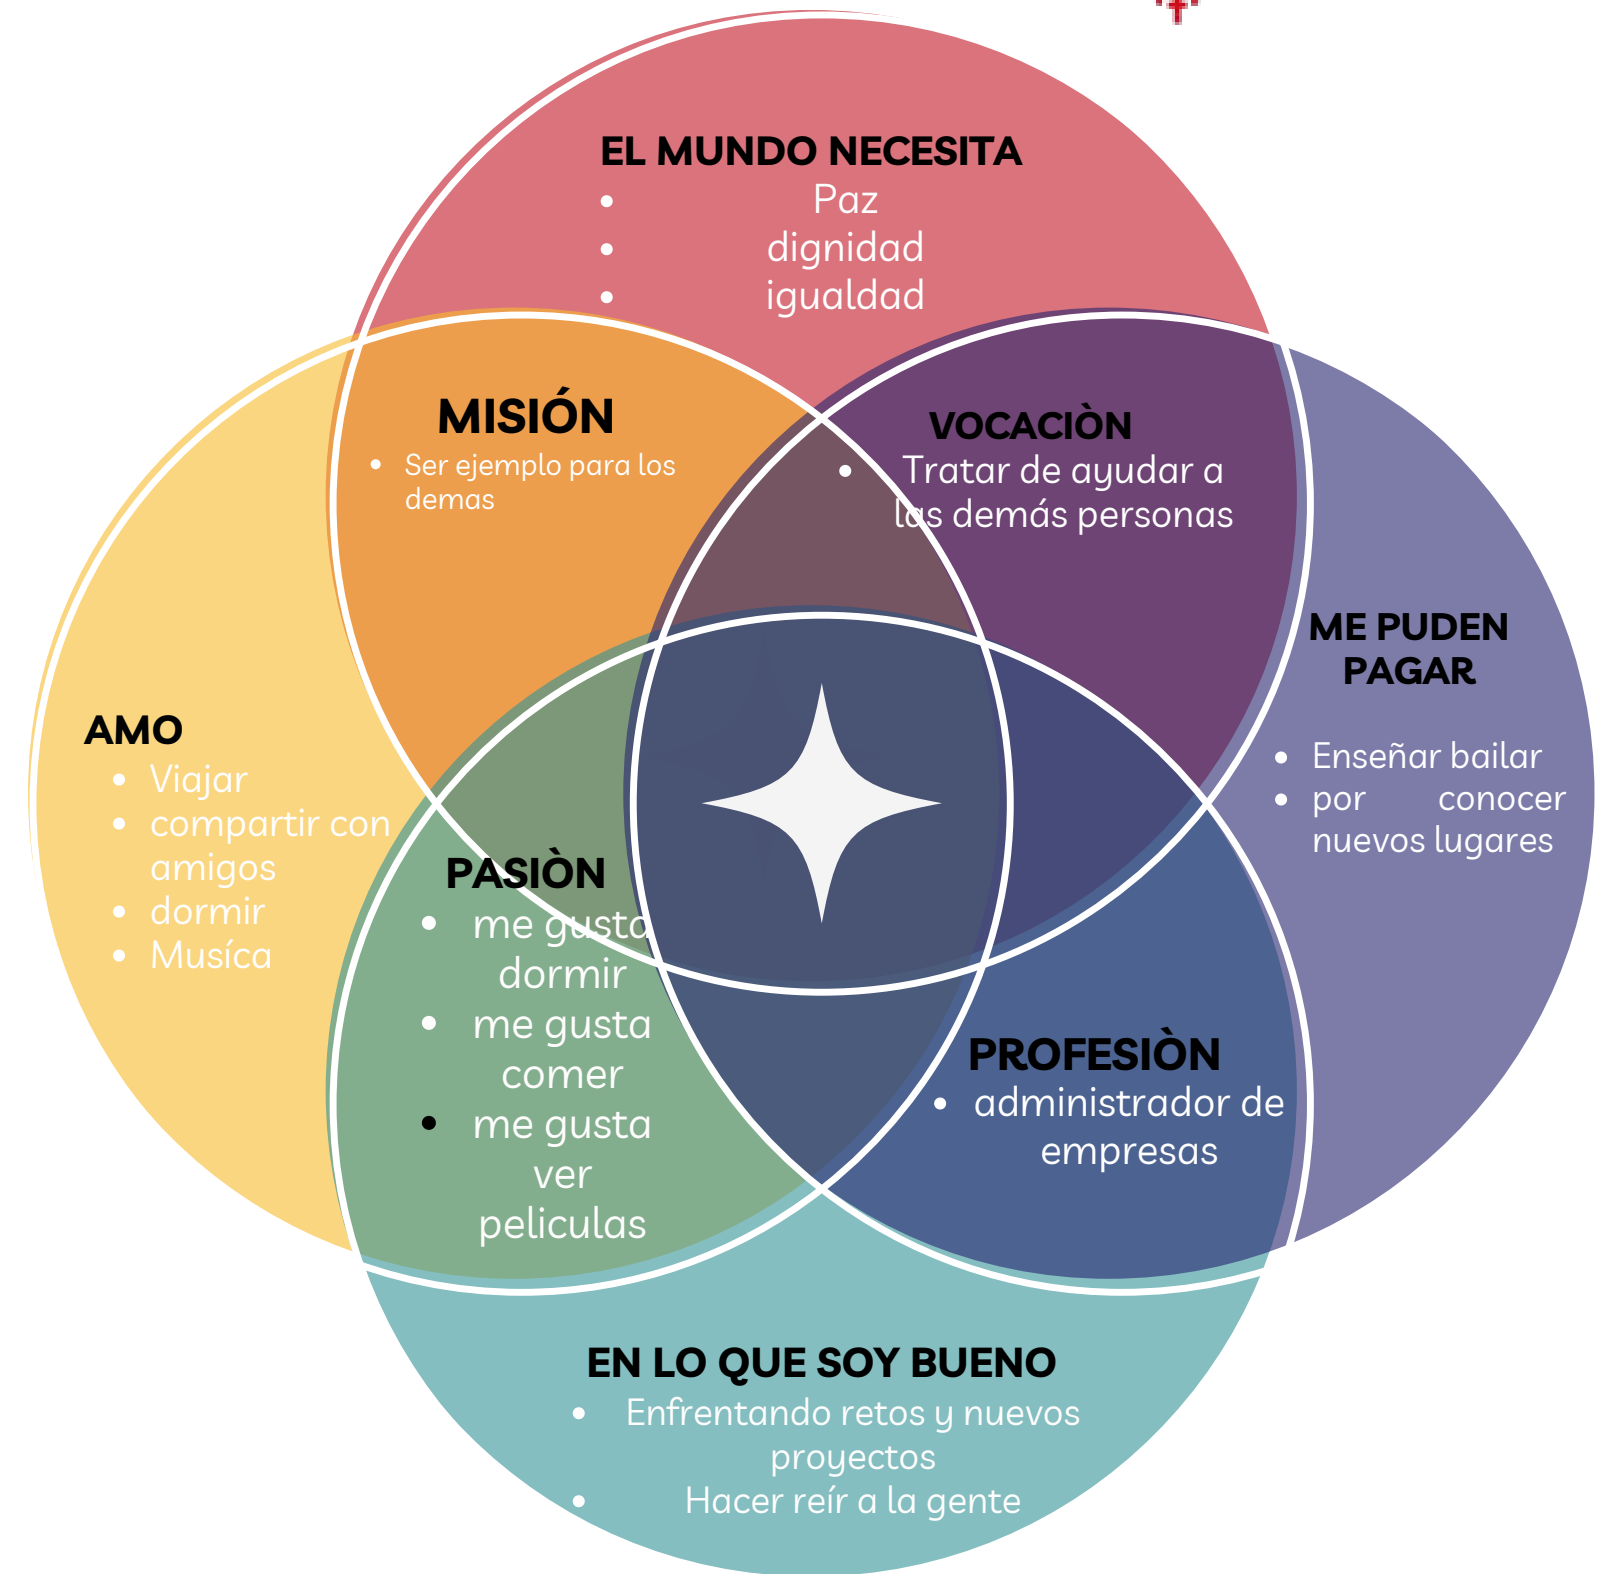 EL MUNDO NECESITA
• Paz
• dignidad
• igualdad
MISIÓN
• Ser ejemplo para los
demas
VOCACIÒN
• Tratar de ayudar a
las demás personas
ME PUDEN
PAGAR
• Enseñar bailar
• por conocer
nuevos lugares
AMO
• Viajar
• compartir con
amigos
• dormir
• Musíca
PASIÒN
• me gusta
dormir
• me gusta
comer
• me gusta
ver
peliculas
PROFESIÒN
• administrador de
empresas
EN LO QUE SOY BUENO
• Enfrentando retos y nuevos
proyectos
• Hacer reír a la gente